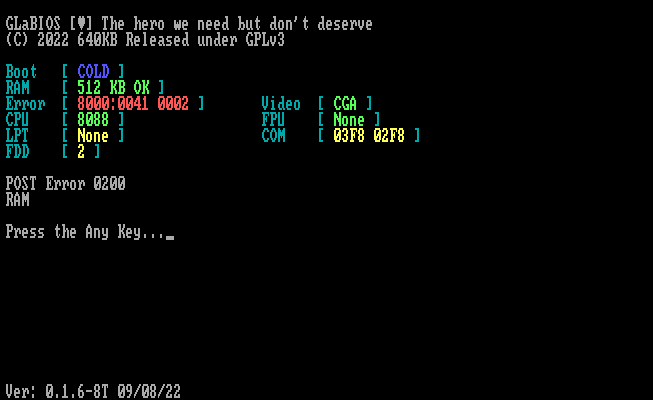 GLaBIOS [♥] The hero we need but don't deserve
(C) 2022 640KB Released under GPLv3
Boot [ COLD ]
RAM [ 512 KB OK ]
Error [ 8000:0041 0002 ] Video [ CGA ]
CPU [ 8088 ] FPU [ None ]
LPT [ None ] COM [ 03F8 02F8 ]
FDD [ 2 ]
POST Error 0200
RAM
Press the Any Key..._
Ver: 0.1.6-8T 09/08/22